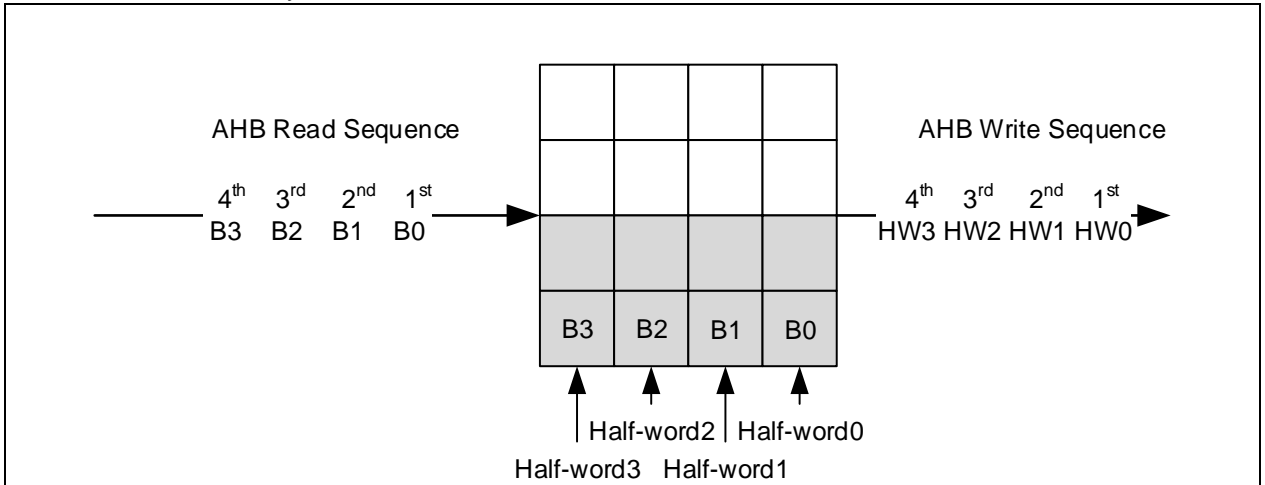 AHB Read Sequence
4th 3rd 2nd 1st
B3 B2 B1 B0
AHB Write Sequence
4th 3rd 2nd 1st
HW3 HW2 HW1 HW0
B3 B2 B1 B0
Half-word2 Half-word0
Half-word3 Half-word1